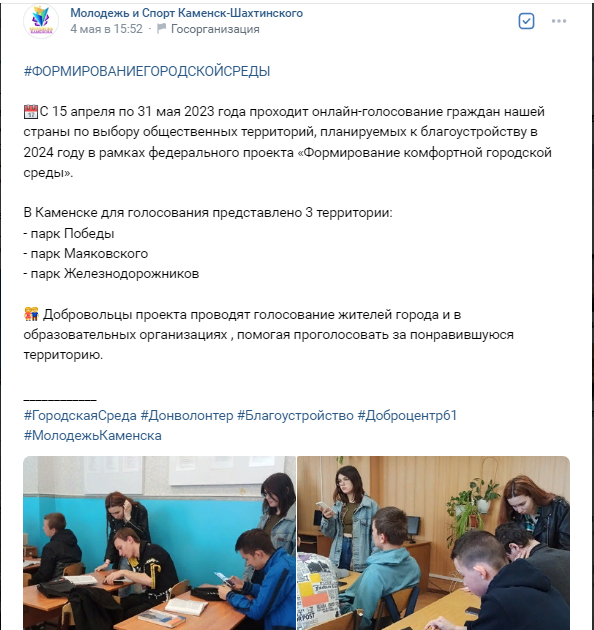 Молодежь и Спорт Каменск-Шахтинского
4 мая в 15:52 · Госорганизация
#ФОРМИРОВАНИЕГОРОДСКОЙСРЕДЫ
С 15 апреля по 31 мая 2023 года проходит онлайн-голосование граждан нашей
страны по выбору общественных территорий, планируемых к благоустройству в
2024 году в рамках федерального проекта «Формирование комфортной городской
среды».
В Каменске для голосования представлено 3 территории:
- парк Победы
- парк Маяковского
- парк Железнодорожников
Добровольцы проекта проводят голосование жителей города и в
образовательных организациях , помогая проголосовать за понравившуюся
территорию.
____________
#ГородскаяСреда #Донволонтер #Благоустройство #Доброцентр61
#МолодежьКаменска